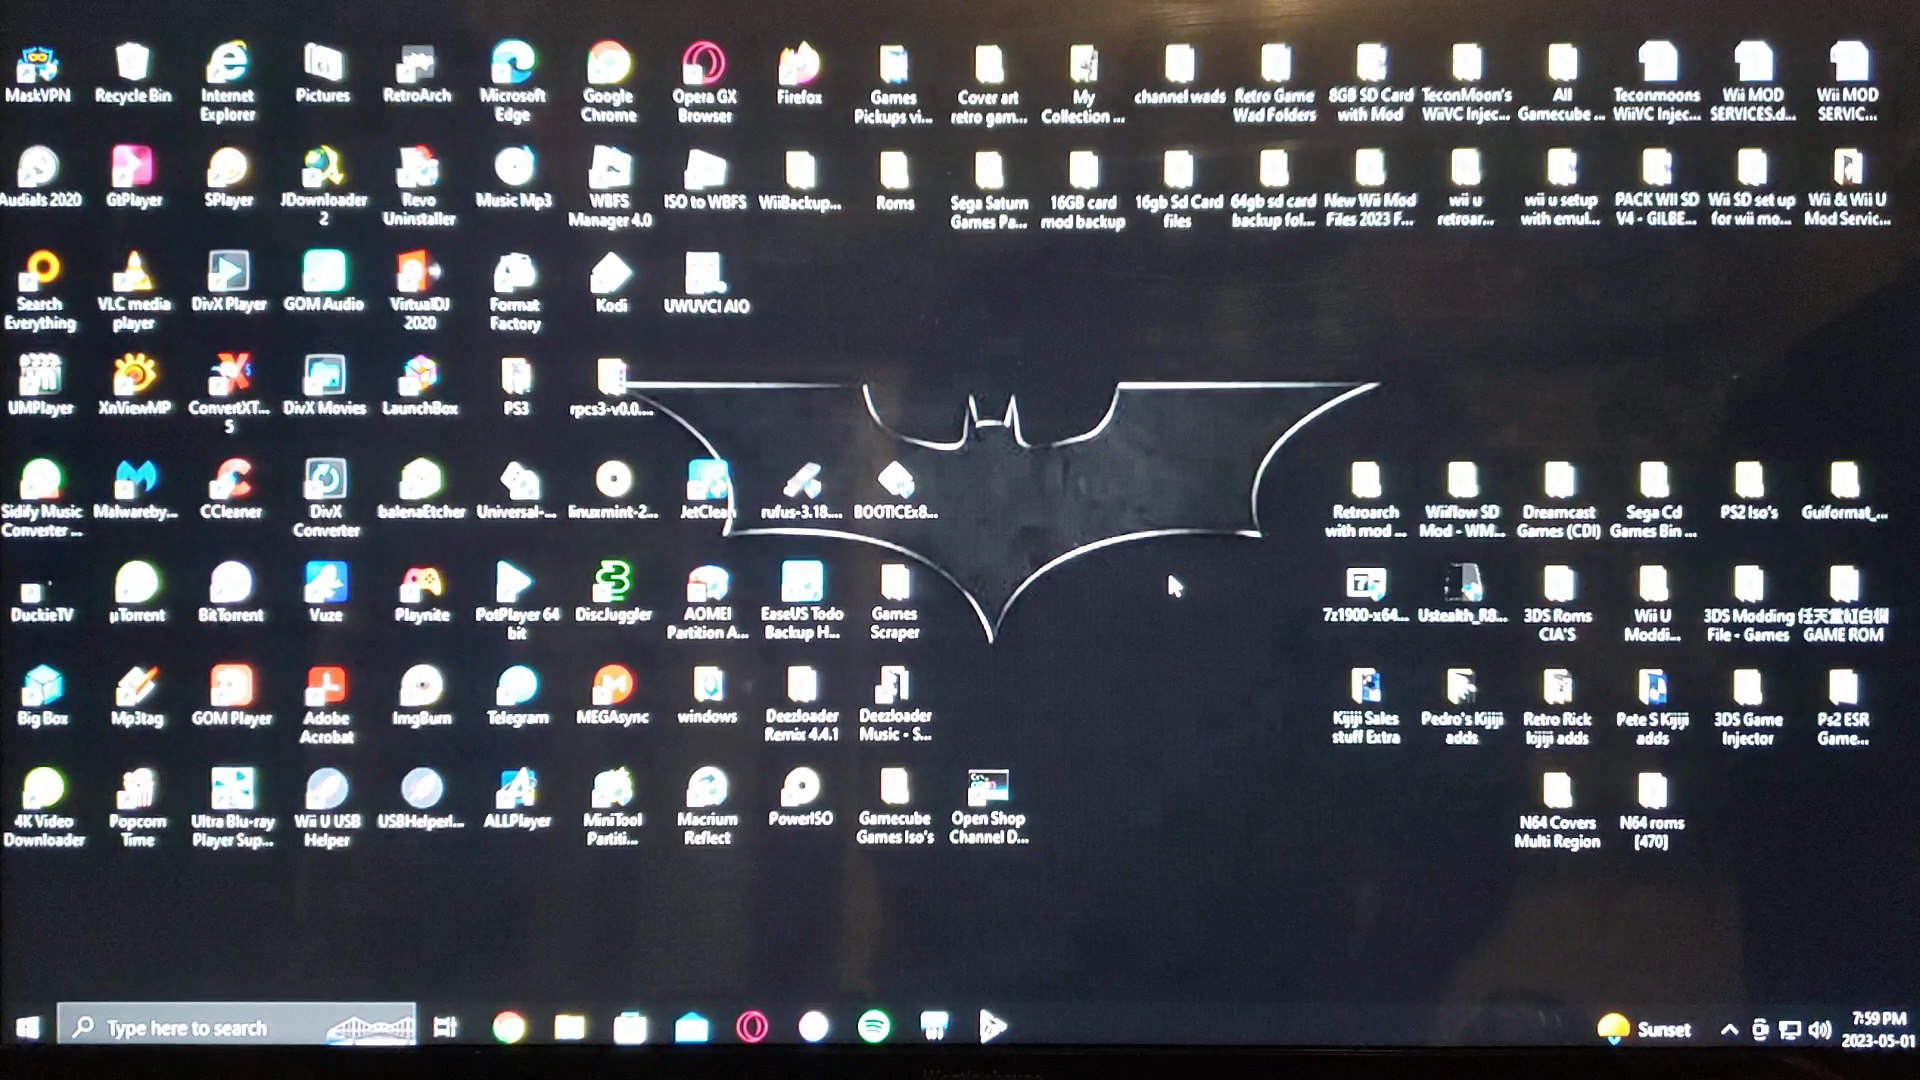 MaskVPN
Recycle Bin
Internet
Explorer
Pictures
RetroArch
Microsoft
Edge
Google
Chrome
Opera GX
Browser
Firefox
Games
Pickups vi...
Cover art
retro gam...
My
Collection ...
channel wads
Retro Game
Wad Folders
8GB SD Card
with Mod
TeconMoon's
WiiVC Injec...
All
Gamecube ...
Teconmoons
WiiVC Injec...
Wii MOD
SERVICES.d...
Wii MOD
SERVIC...
Audials 2020
GtPlayer
SPlayer
JDownloader
2
Revo
Uninstaller
Music Mp3
WBFS
Manager 4.0
ISO to WBFS
WiiBackup...
Roms
Sega Saturn
Games Pa...
16GB card
mod backup
16gb Sd Card
files
64gb sd card
backup fol...
New Wii Mod
Files 2023 F...
wii u
retroar...
wii u setup
with emul...
PACK WII SD
V4 - GILBE...
Wii SD set up
for wii mo...
Wii & Wii U
Mod Servic...
Search
Everything
VLC media
player
DivX Player
GOM Audio
VirtualDJ
2020
Format
Factory
Kodi
UWUVCI AIO
UMPlayer
XnViewMP
ConvertXT...
5
DivX Movies
LaunchBox
PS3
rpcs3-v0.0....
Sidify Music
Converter ...
Malwareby...
CCleaner
DivX
Converter
balenaEtcher
Universal-...
linuxmint-2...
JetClean
rufus-3.18....
BOOTICEx8...
Retroarch
with mod ...
Wiiflow SD
Mod - WM...
Dreamcast
Games (CDI)
Sega Cd
Games Bin ...
PS2 Iso's
Guiformat_...
DuckieTV
µTorrent
BitTorrent
Vuze
Playnite
PotPlayer 64
bit
DiscJuggler
AOMEI
Partition A...
EaseUS Todo
Backup H...
Games
Scraper
7z1900-x64...
Ustealth_R8...
3DS Roms
CIA'S
Wii U
Moddi...
3DS Modding
File - Games
任天堂紅白機
GAME ROM
Big Box
Mp3tag
GOM Player
Adobe
Acrobat
ImgBurn
Telegram
MEGAsync
windows
Deezloader
Remix 4.4.1
Deezloader
Music - S...
Kijiji Sales
stuff Extra
Pedro's Kijiji
adds
Retro Rick
kijiji adds
Pete S Kijiji
adds
3DS Game
Injector
Ps2 ESR
Game...
4K Video
Downloader
Popcorn
Time
Ultra Blu-ray
Player Sup...
Wii U USB
Helper
USBHelperl...
ALLPlayer
MiniTool
Partiti...
Macrium
Reflect
PowerISO
Gamecube
Games Iso's
Open Shop
Channel D...
N64 Covers
Multi Region
N64 roms
[470]
Type here to search
Sunset
7:59 PM
2023-05-01